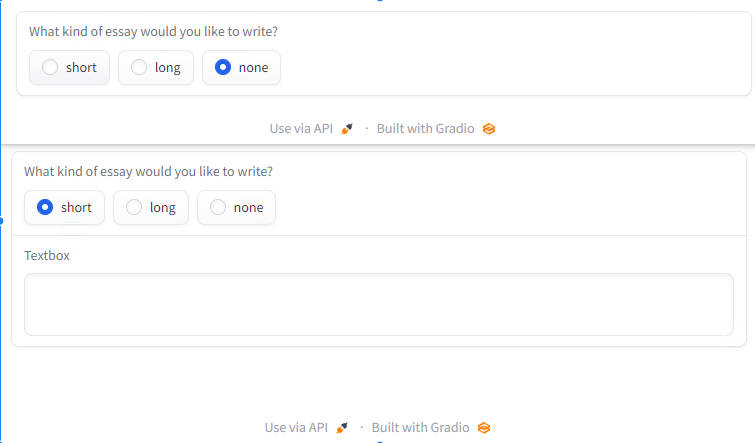 What kind of essay would you like to write?
short long none
Use via API · Built with Gradio
What kind of essay would you like to write?
short long none
Textbox
Use via API · Built with Gradio